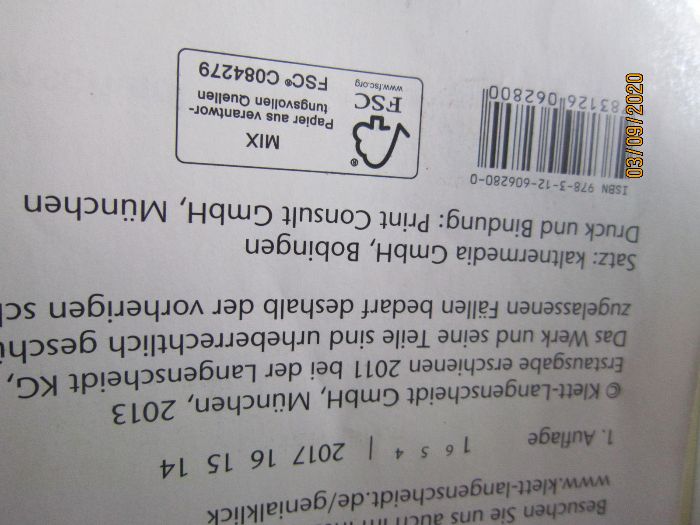 Besuchen Sie uns auch im
www.klett-langenscheidt.de/genialklick
1. Auflage 1 6 5 4 | 2017 16 15 14
© Klett-Langenscheidt GmbH, München, 2013
Erstausgabe erschienen 2011 bei der Langenscheidt KG,
Das Werk und seine Teile sind urheberrechtlich geschü
zugelassenen Fällen bedarf deshalb der vorherigen sch
Satz: kaltnermedia GmbH, Bobingen
Druck und Bindung: Print Consult GmbH, München
ISBN 978-3-12-606280-0
783126 062800
MIX
Papier aus verantwor-
tungsvollen Quellen
FSC
www.fsc.org
FSC® C084279
®
03/09/2020